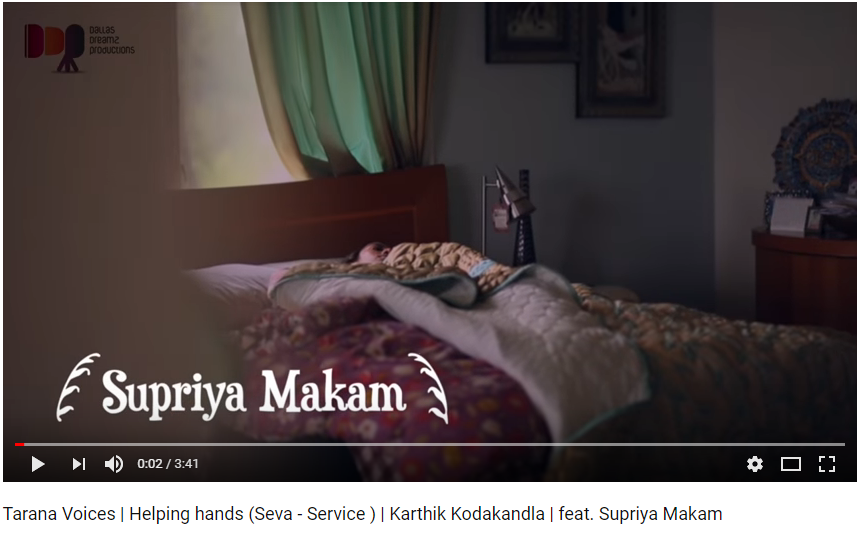 Dallas
Dreamz
productions
Supriya Makam
0:02 / 3:41
Tarana Voices | Helping hands (Seva - Service ) | Karthik Kodakandla | feat. Supriya Makam